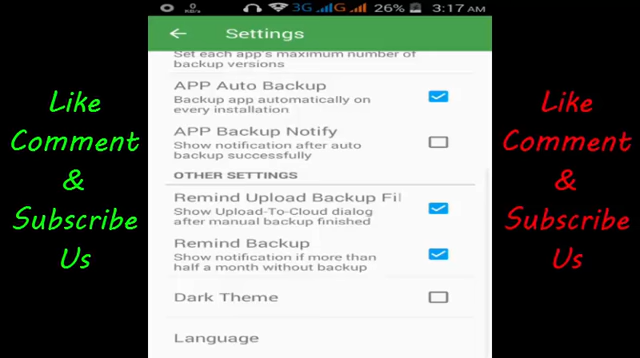 0
KB/s
3G
G
26%
3:17 AM
Settings
Set each app's maximum number of
backup versions
APP Auto Backup
Backup app automatically on
every installation
APP Backup Notify
Show notification after auto
backup successfully
OTHER SETTINGS
Remind Upload Backup Fil
Show Upload-To-Cloud dialog
after manual backup finished
Remind Backup
Show notification if more than
half a month without backup
Dark Theme
Language
Like
Comment
&
Subscribe
Us
Like
Comment
&
Subscribe
Us